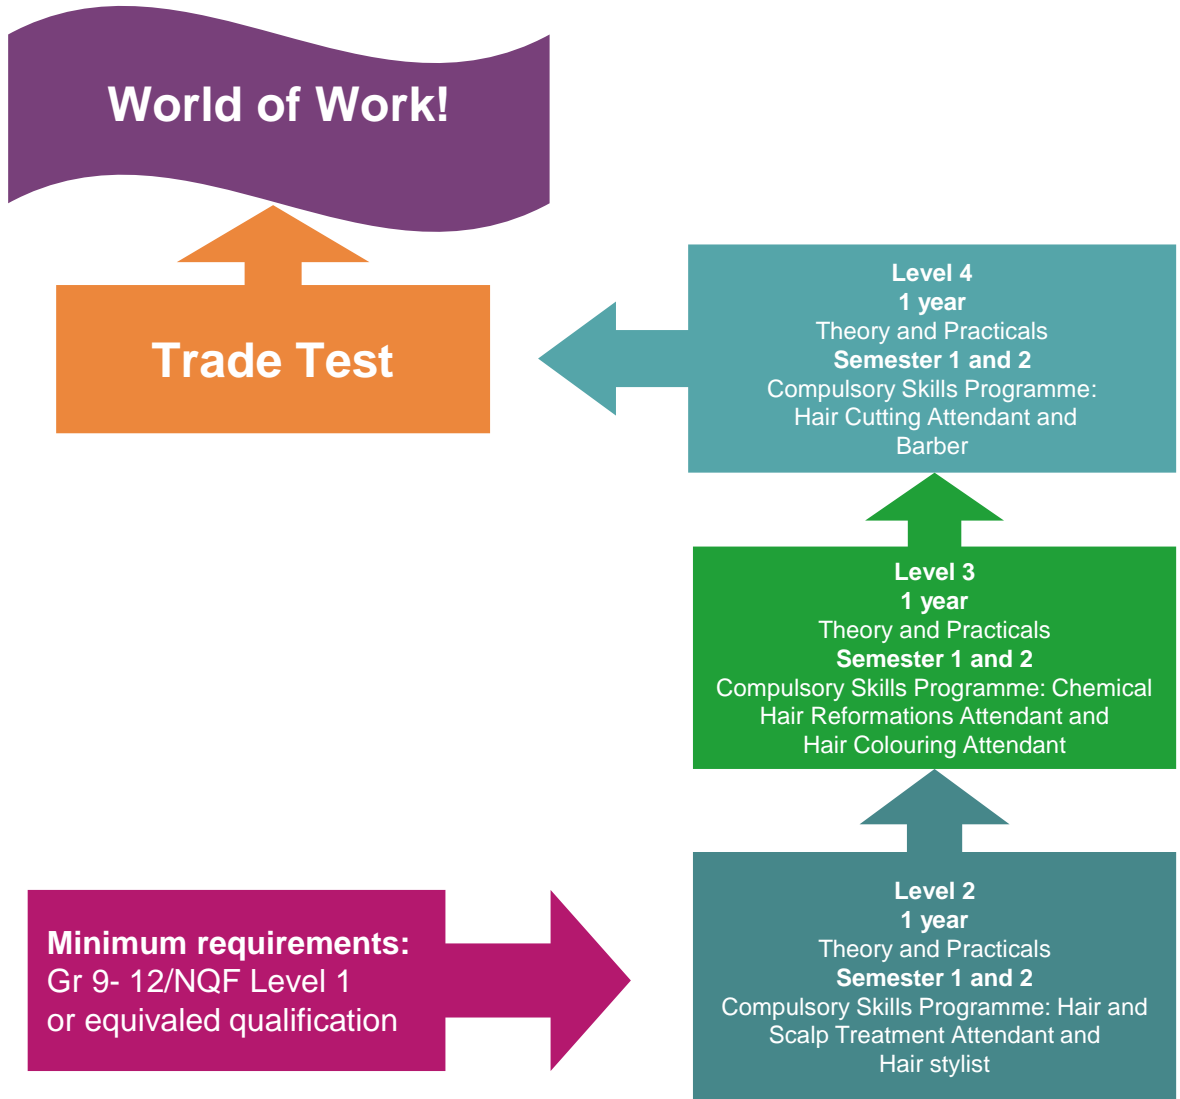 World of Work!
Trade Test
Level 4
1 year
Theory and Practicals
Semester 1 and 2
Compulsory Skills Programme:
Hair Cutting Attendant and
Barber
Level 3
1 year
Theory and Practicals
Semester 1 and 2
Compulsory Skills Programme: Chemical
Hair Reformations Attendant and
Hair Colouring Attendant
Minimum requirements:
Gr 9- 12/NQF Level 1
or equivaled qualification
Level 2
1 year
Theory and Practicals
Semester 1 and 2
Compulsory Skills Programme: Hair and
Scalp Treatment Attendant and
Hair stylist